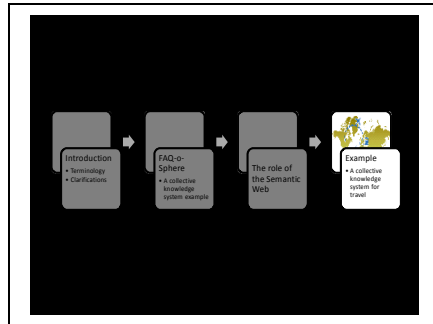 Introduction
• Terminology
• Clarifications
FAQ-o-
Sphere
• A collective
knowledge
system example
The role of
the Semantic
Web
Example
• A collective
knowledge
system for
travel